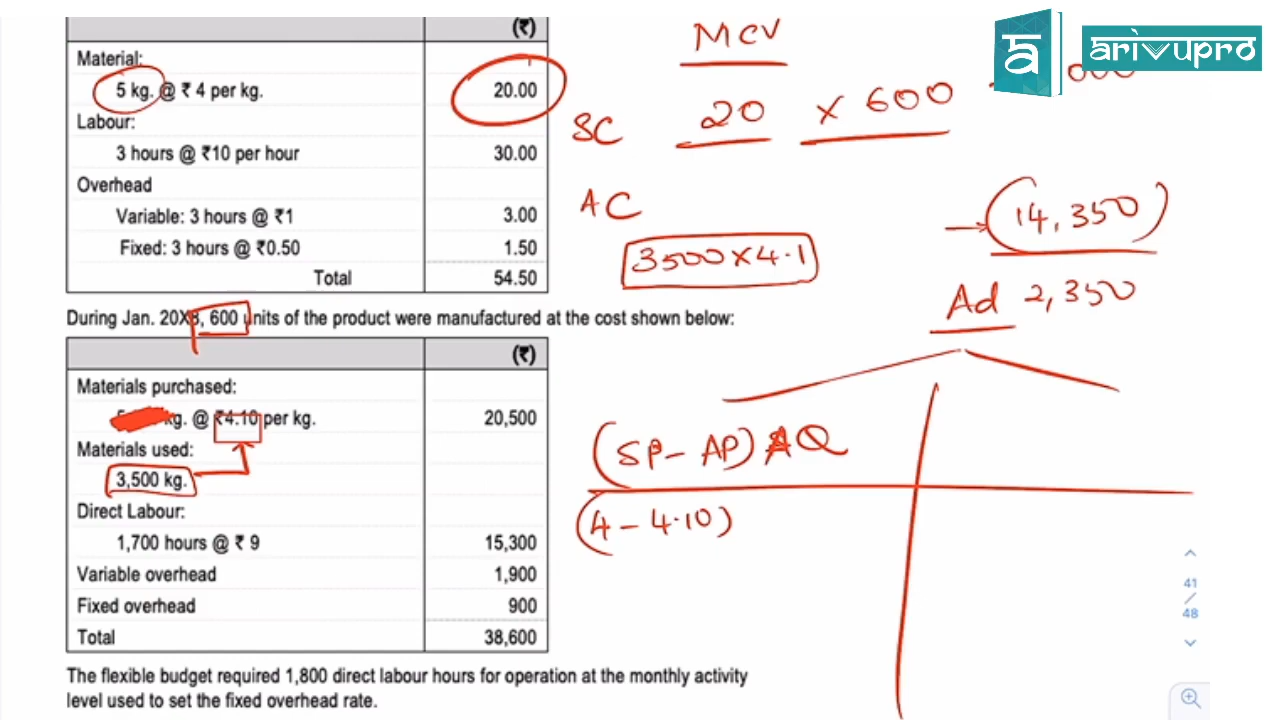 (₹)
Material:
5 kg. @ ₹ 4 per kg. 20.00
Labour:
3 hours @ ₹10 per hour 30.00
Overhead
Variable: 3 hours @ ₹1 3.00
Fixed: 3 hours @ ₹0.50 1.50
Total 54.50
During Jan. 20X8, 600 units of the product were manufactured at the cost shown below:
(₹)
Materials purchased:
kg. @ ₹4.10 per kg. 20,500
Materials used:
3,500 kg.
Direct Labour:
1,700 hours @ ₹ 9 15,300
Variable overhead 1,900
Fixed overhead 900
Total 38,600
The flexible budget required 1,800 direct labour hours for operation at the monthly activity
level used to set the fixed overhead rate.
MCV
SC 20 × 600
AC
3500×4.1
14,350
Ad 2,350
(SP - AP) AQ
(4 - 4.10)
arivupro
41
/
48